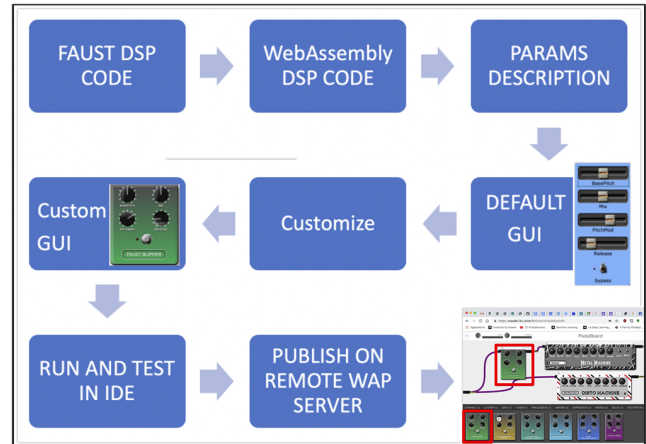 FAUST DSP
CODE
WebAssembly
DSP CODE
PARAMS
DESCRIPTION
BasePitch
Mix
PitchMod
Release
Bypass
DEFAULT
GUI
Customize
Custom
GUI
FAUST BLIPPER
RUN AND TEST
IN IDE
PUBLISH ON
REMOTE WAP
SERVER
PedalBoard
METAL MACHINE
DISTO MACHINE